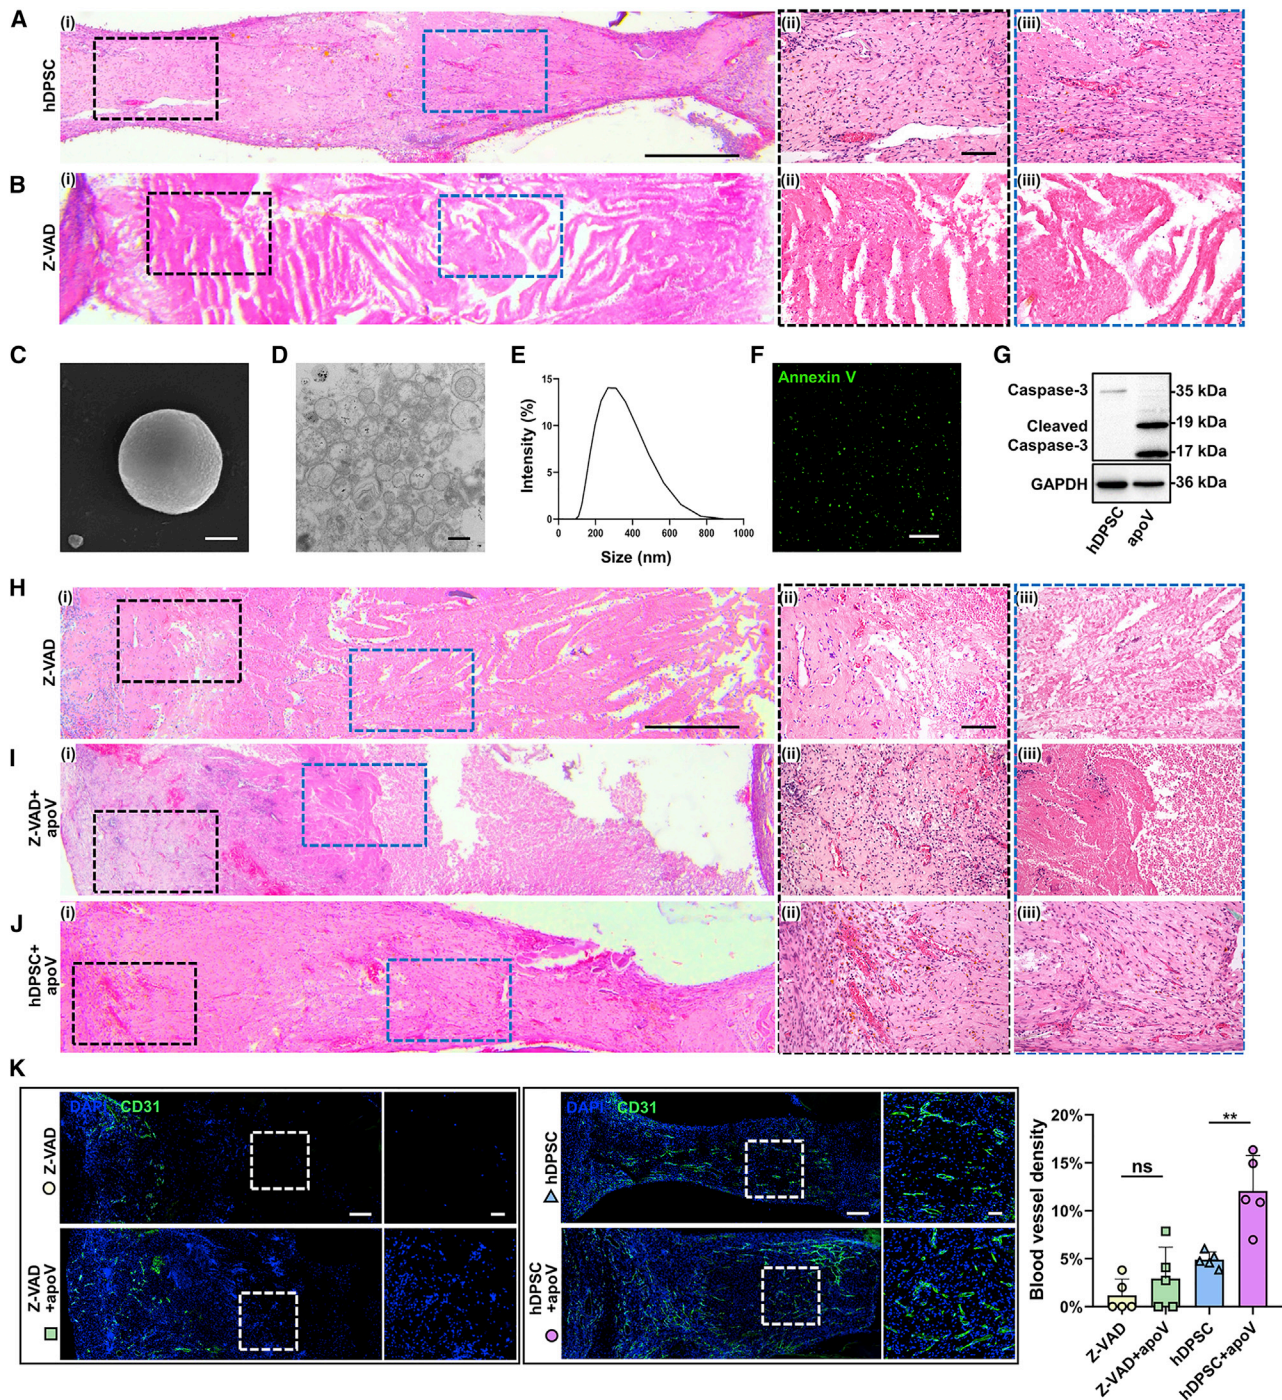 A
hDPSC
(i)
(ii)
(iii)
B
Z-VAD
(i)
(ii)
(iii)
C
D
E
15
10
5
0
0
200
400
600
800
1000
Intensity (%)
Size (nm)
F
Annexin V
G
Caspase-3
35 kDa
Cleaved
Caspase-3
19 kDa
17 kDa
GAPDH
36 kDa
hDPSC
apoV
H
Z-VAD
(i)
(ii)
(iii)
I
Z-VAD+
apoV
(i)
(ii)
(iii)
J
hDPSC+
apoV
(i)
(ii)
(iii)
K
DAPI CD31
Z-VAD
Z-VAD
+apoV
DAPI CD31
hDPSC
hDPSC
+apoV
Blood vessel density
20%
15%
10%
5%
0%
ns
**
Z-VAD
Z-VAD+apoV
hDPSC
hDPSC+apoV